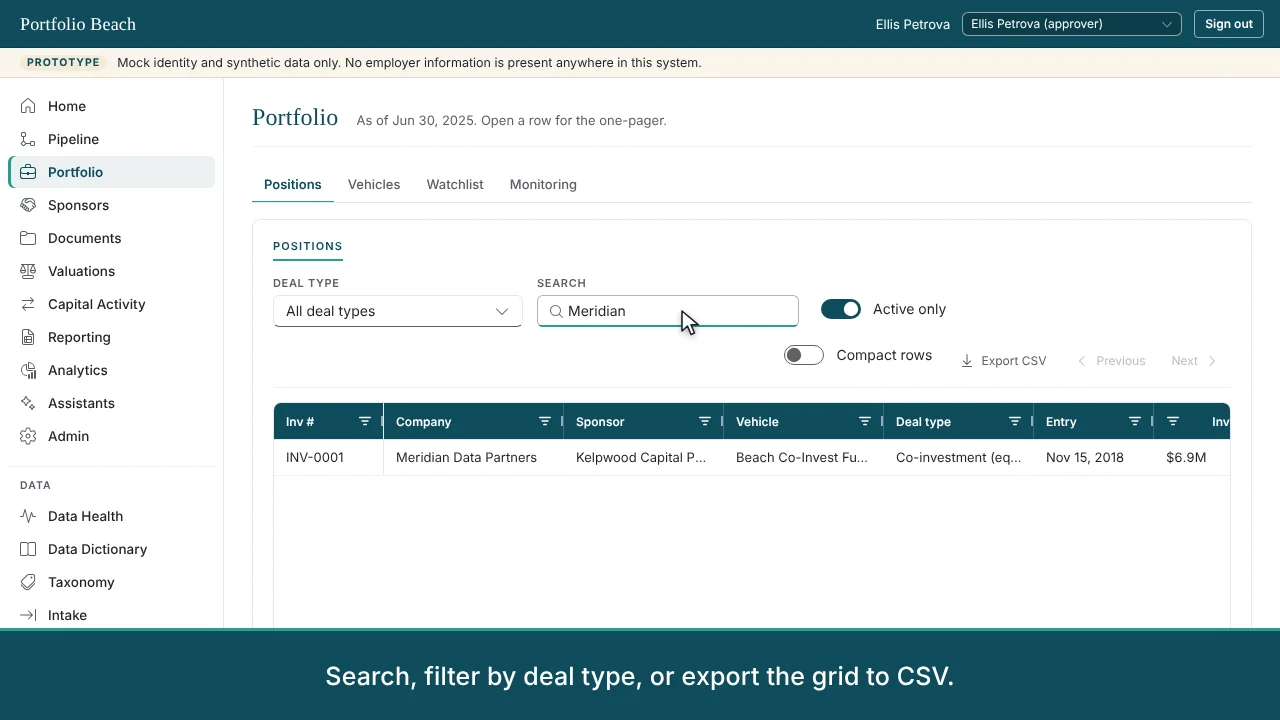 Portfolio Beach
Ellis Petrova
Ellis Petrova (approver)
Sign out
PROTOTYPE
Mock identity and synthetic data only. No employer information is present anywhere in this system.
Home
Pipeline
Portfolio
Sponsors
Documents
Valuations
Capital Activity
Reporting
Analytics
Assistants
Admin
DATA
Data Health
Data Dictionary
Taxonomy
Intake
Portfolio
As of Jun 30, 2025. Open a row for the one-pager.
Positions Vehicles Watchlist Monitoring
POSITIONS
DEAL TYPE
All deal types
SEARCH
Meridian
Active only
Compact rows
Export CSV
Previous
Next
Inv # Company Sponsor Vehicle Deal type Entry Inv
INV-0001 Meridian Data Partners Kelpwood Capital P... Beach Co-Invest Fu... Co-investment (eq... Nov 15, 2018 $6.9M
Search, filter by deal type, or export the grid to CSV.